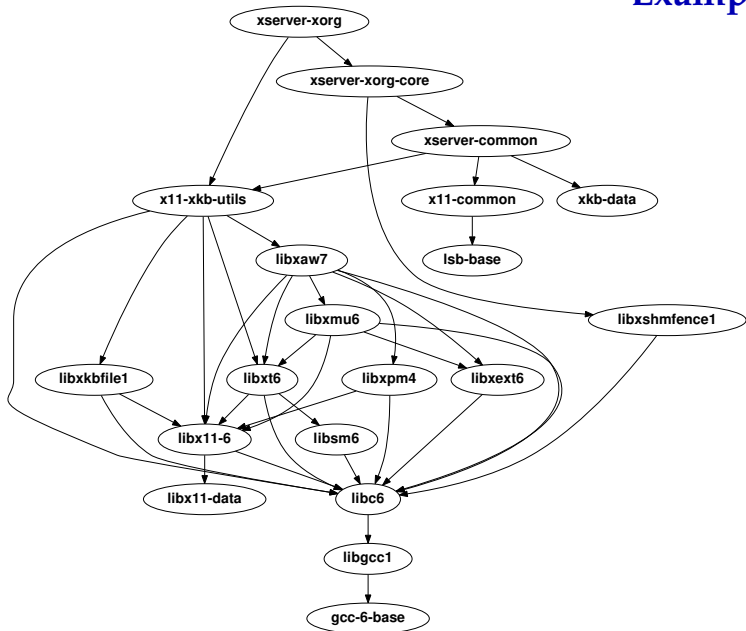 Examp
xserver-xorg
xserver-xorg-core
xserver-common
x11-xkb-utils
x11-common
xkb-data
libxaw7
lsb-base
libxmu6
libxshmfence1
libxkbfile1
libxt6
libxpm4
libxext6
libx11-6
libsm6
libx11-data
libc6
libgcc1
gcc-6-base